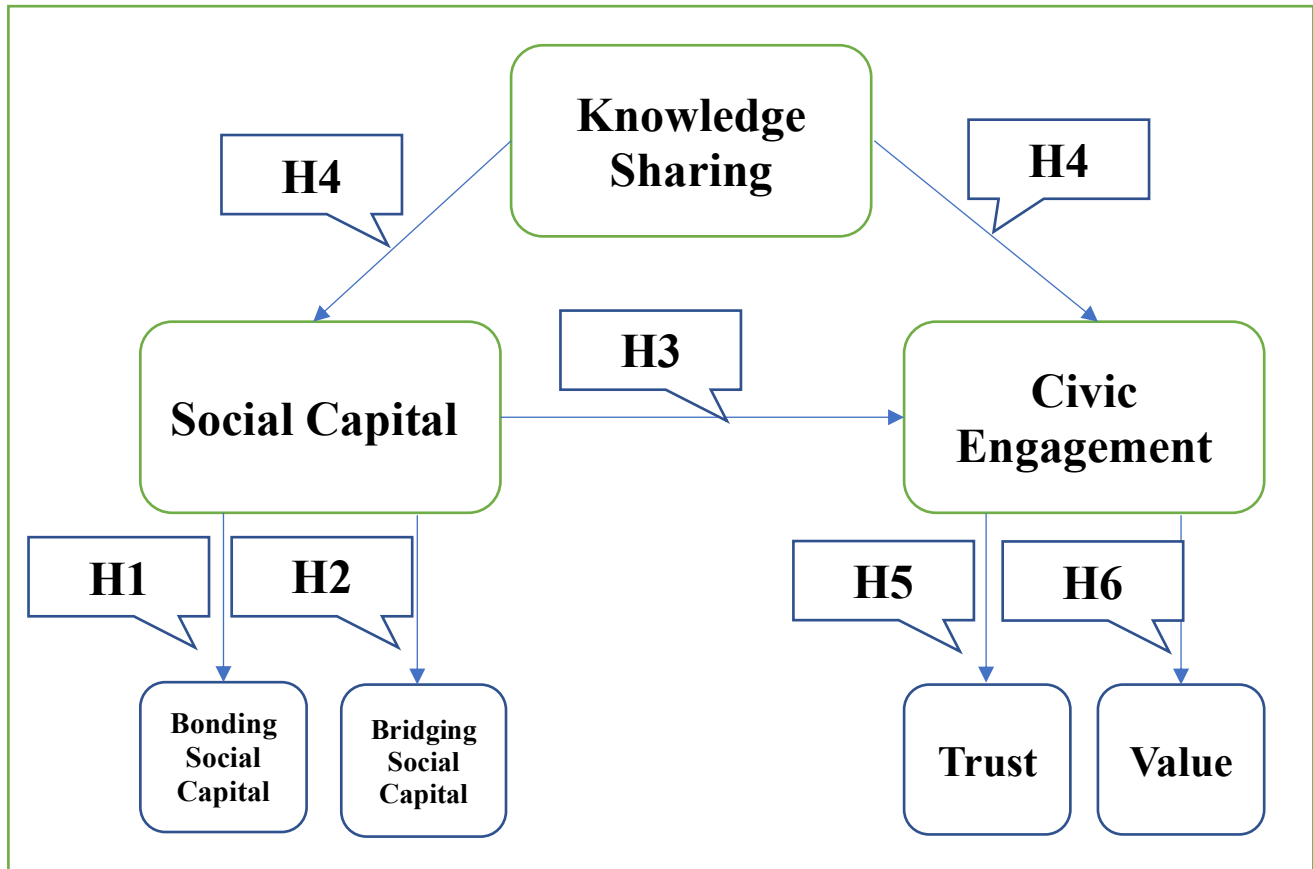 Knowledge
Sharing
H4
H4
H3
Social Capital
Civic
Engagement
H1
H2
H5
H6
Bonding
Social
Capital
Bridging
Social
Capital
Trust
Value